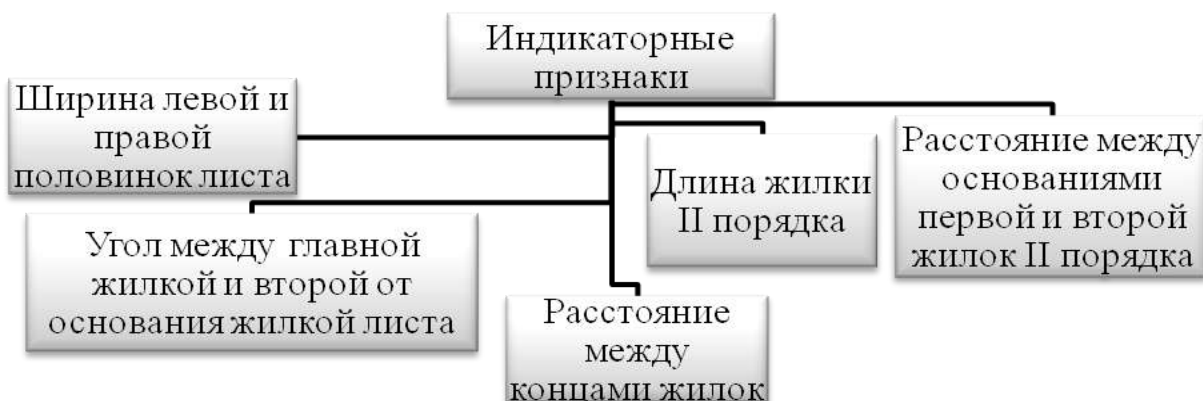 Индикаторные
признаки
Ширина левой и
правой
половинок листа
Длина жилки
II порядка
Расстояние между
основаниями
первой и второй
жилок II порядка
Угол между главной
жилкой и второй от
основания жилкой листа
Расстояние
между
концами жилок